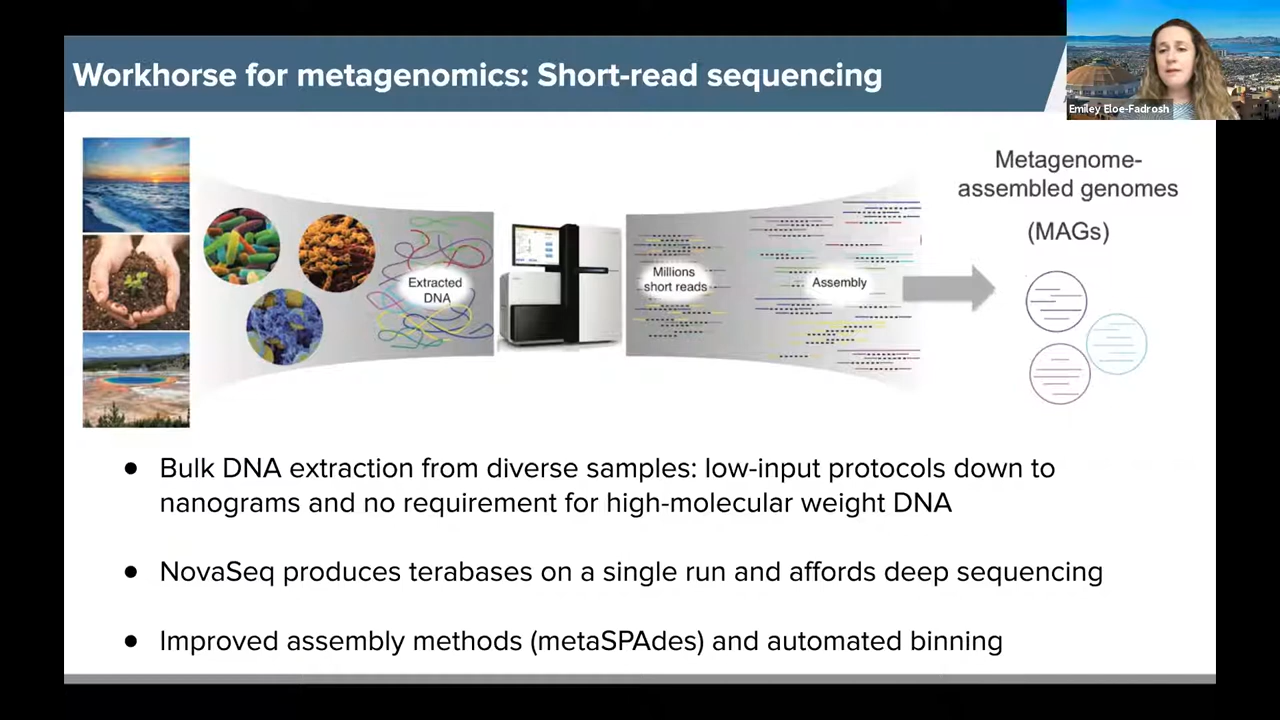 Workhorse for metagenomics: Short-read sequencing
Emiley Eloe-Fadrosh
Metagenome-
assembled genomes
(MAGs)
Extracted
DNA
Millions
short reads
Assembly
● Bulk DNA extraction from diverse samples: low-input protocols down to
nanograms and no requirement for high-molecular weight DNA
● NovaSeq produces terabases on a single run and affords deep sequencing
● Improved assembly methods (metaSPAdes) and automated binning